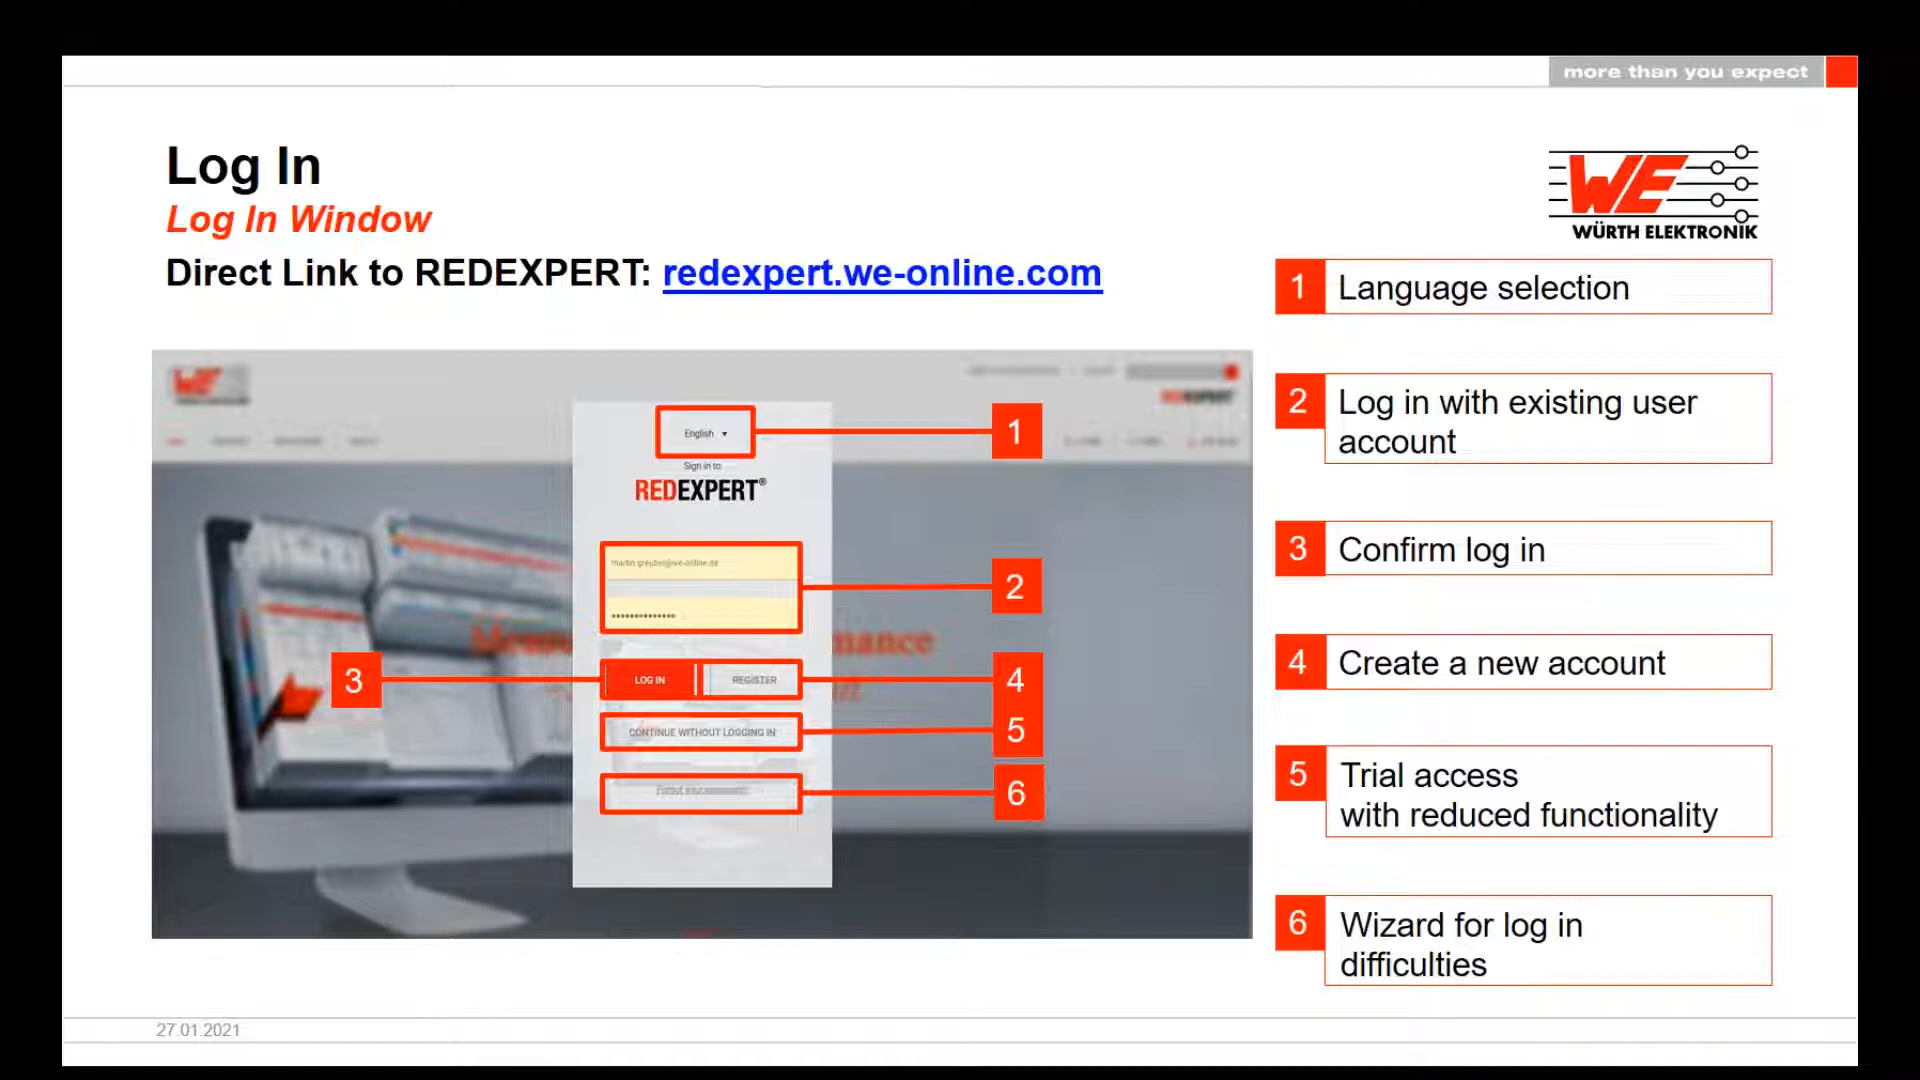 more than you expect
Log In
Log In Window
Direct Link to REDEXPERT: redexpert.we-online.com
WE
WÜRTH ELEKTRONIK
1 Language selection
2 Log in with existing user
account
3 Confirm log in
4 Create a new account
5 Trial access
with reduced functionality
6 Wizard for log in
difficulties
WE
English
1
Sign in to
REDEXPERT®
2
3
LOG IN
REGISTER
4
CONTINUE WITHOUT LOGGING IN
5
6
27.01.2021